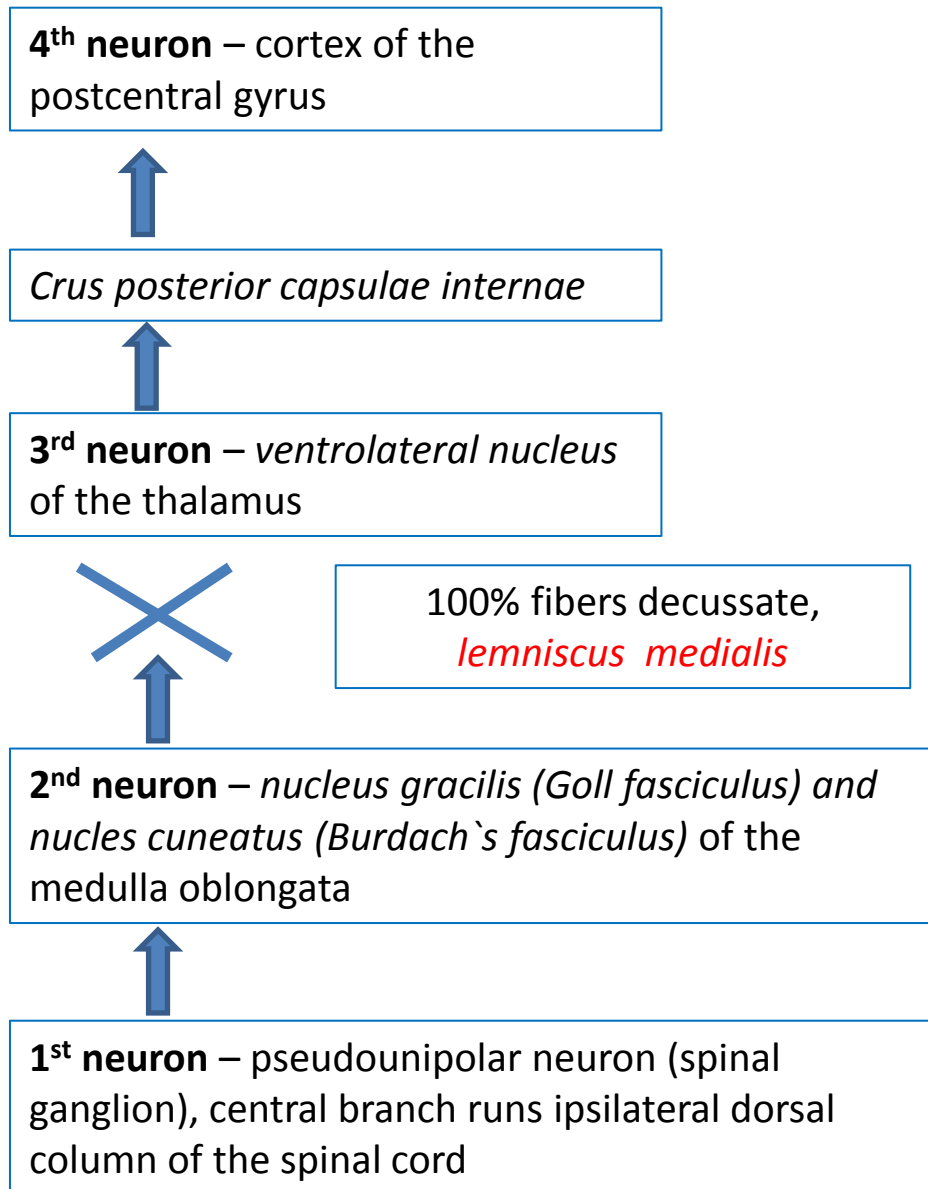 4th neuron – cortex of the
postcentral gyrus
Crus posterior capsulae internae
3rd neuron – ventrolateral nucleus
of the thalamus
100% fibers decussate,
lemniscus medialis
2nd neuron – nucleus gracilis (Goll fasciculus) and
nucles cuneatus (Burdach`s fasciculus) of the
medulla oblongata
1st neuron – pseudounipolar neuron (spinal
ganglion), central branch runs ipsilateral dorsal
column of the spinal cord